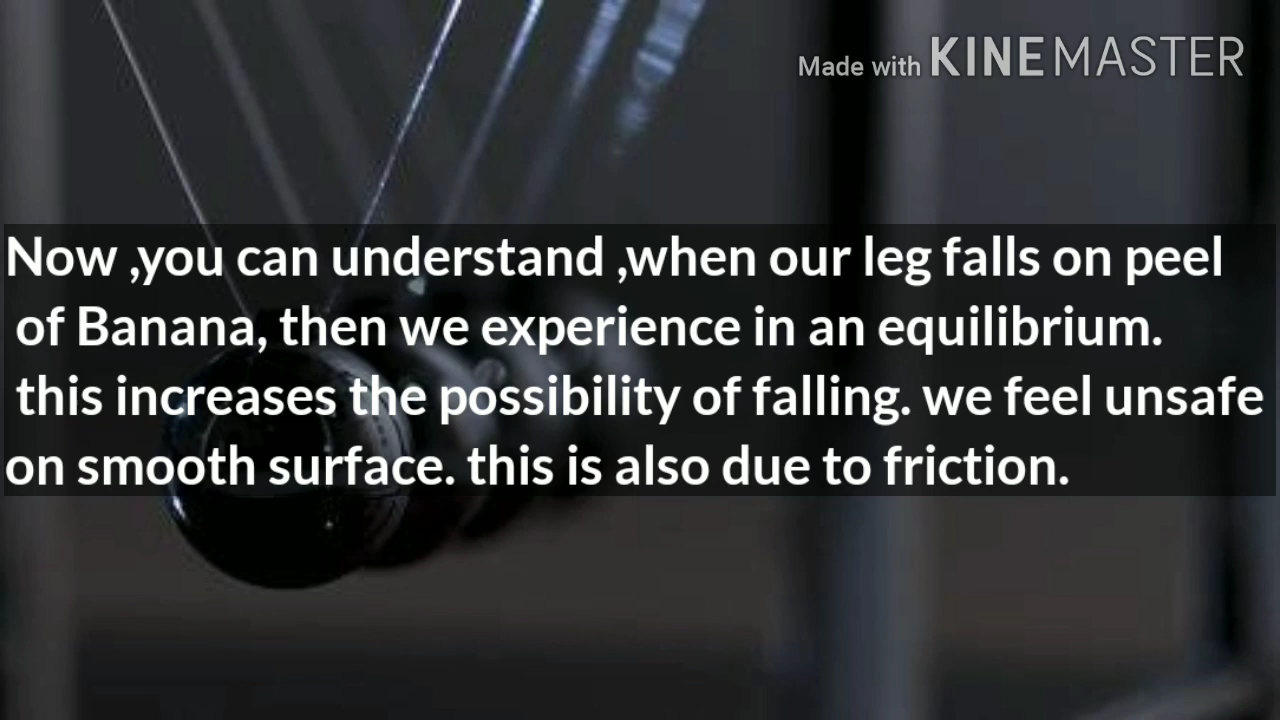 Made with KINEMASTER
Now ,you can understand ,when our leg falls on peel
of Banana, then we experience in an equilibrium.
this increases the possibility of falling. we feel unsafe
on smooth surface. this is also due to friction.